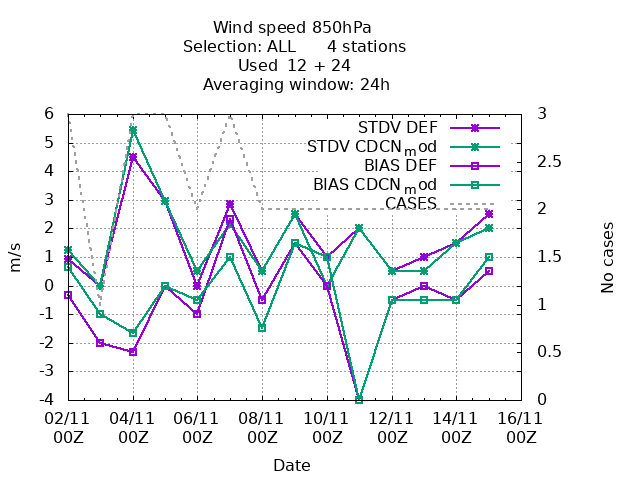 Wind speed 850hPa
Selection: ALL      4 stations
Used  12 + 24
Averaging window: 24h
STDV DEF
STDV CDCNmod
BIAS DEF
BIAS CDCNmod
CASES
6
5
4
3
2
1
0
-1
-2
-3
-4
m/s
3
2.5
2
1.5
1
0.5
0
No cases
02/11 04/11 06/11 08/11 10/11 12/11 14/11 16/11
00Z 00Z 00Z 00Z 00Z 00Z 00Z 00Z
Date